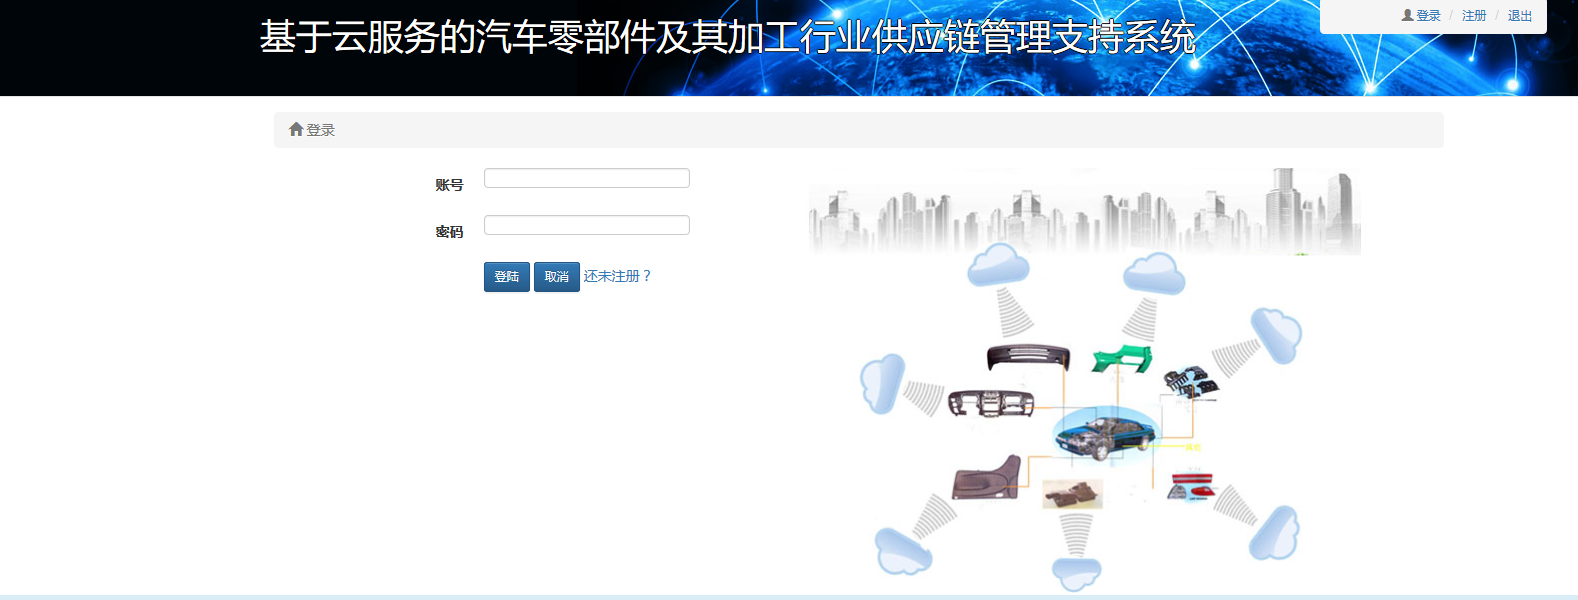 基于云服务的汽车零部件及其加工行业供应链管理支持系统
登录 / 注册 / 退出
登录
账号
密码
登陆 取消 还未注册？